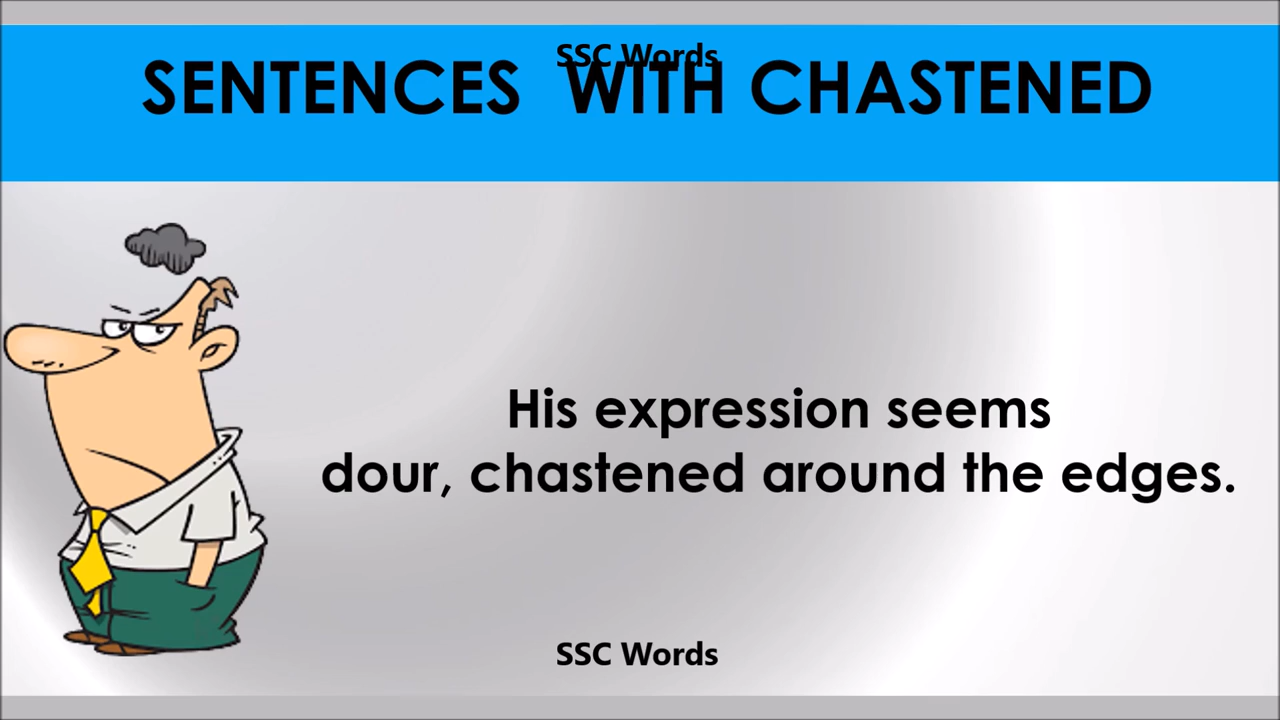 SSC Words
SENTENCES WITH CHASTENED
His expression seems
dour, chastened around the edges.
SSC Words